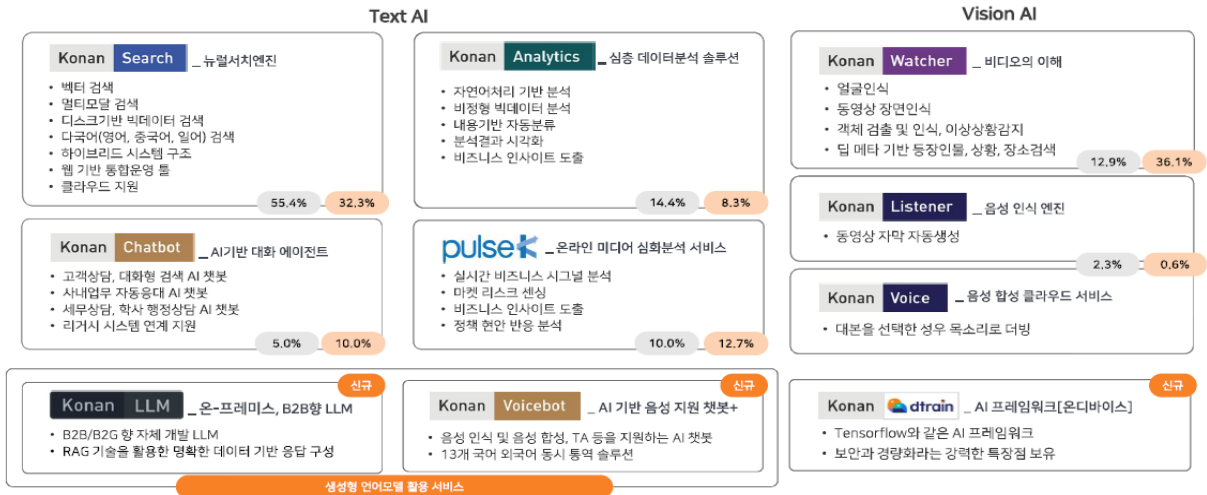 Text AI
Konan Search _ 뉴럴서치엔진
• 벡터 검색
• 멀티모달 검색
• 디스크기반 빅데이터 검색
• 다국어(영어, 중국어, 일어) 검색
• 하이브리드 시스템 구조
• 웹 기반 통합운영 툴
• 클라우드 지원
55.4% 32.3%
Konan Analytics _ 심층 데이터분석 솔루션
• 자연어처리 기반 분석
• 비정형 빅데이터 분석
• 내용기반 자동분류
• 분석결과 시각화
• 비즈니스 인사이트 도출
14.4% 8.3%
Konan Chatbot _ AI기반 대화 에이전트
• 고객상담, 대화형 검색 AI 챗봇
• 사내업무 자동응대 AI 챗봇
• 세무상담, 학사 행정상담 AI 챗봇
• 리거시 시스템 연계 지원
5.0% 10.0%
pulse K _ 온라인 미디어 심화분석 서비스
• 실시간 비즈니스 시그널 분석
• 마켓 리스크 센싱
• 비즈니스 인사이트 도출
• 정책 현안 반응 분석
10.0% 12.7%
신규
Konan LLM _ 온-프레미스, B2B향 LLM
• B2B/B2G 향 자체 개발 LLM
• RAG 기술을 활용한 명확한 데이터 기반 응답 구성
신규
Konan Voicebot _ AI 기반 음성 지원 챗봇+
• 음성 인식 및 음성 합성, TA 등을 지원하는 AI 챗봇
• 13개 국어 외국어 동시 통역 솔루션
생성형 언어모델 활용 서비스
Vision AI
Konan Watcher _ 비디오의 이해
• 얼굴인식
• 동영상 장면인식
• 객체 검출 및 인식, 이상상황감지
• 딥 메타 기반 등장인물, 상황, 장소검색
12.9% 36.1%
Konan Listener _ 음성 인식 엔진
• 동영상 자막 자동생성
2.3% 0.6%
Konan Voice _ 음성 합성 클라우드 서비스
• 대본을 선택한 성우 목소리로 더빙
신규
Konan dtrain _ AI 프레임워크[온디바이스]
• Tensorflow와 같은 AI 프레임워크
• 보안과 경량화라는 강력한 특장점 보유